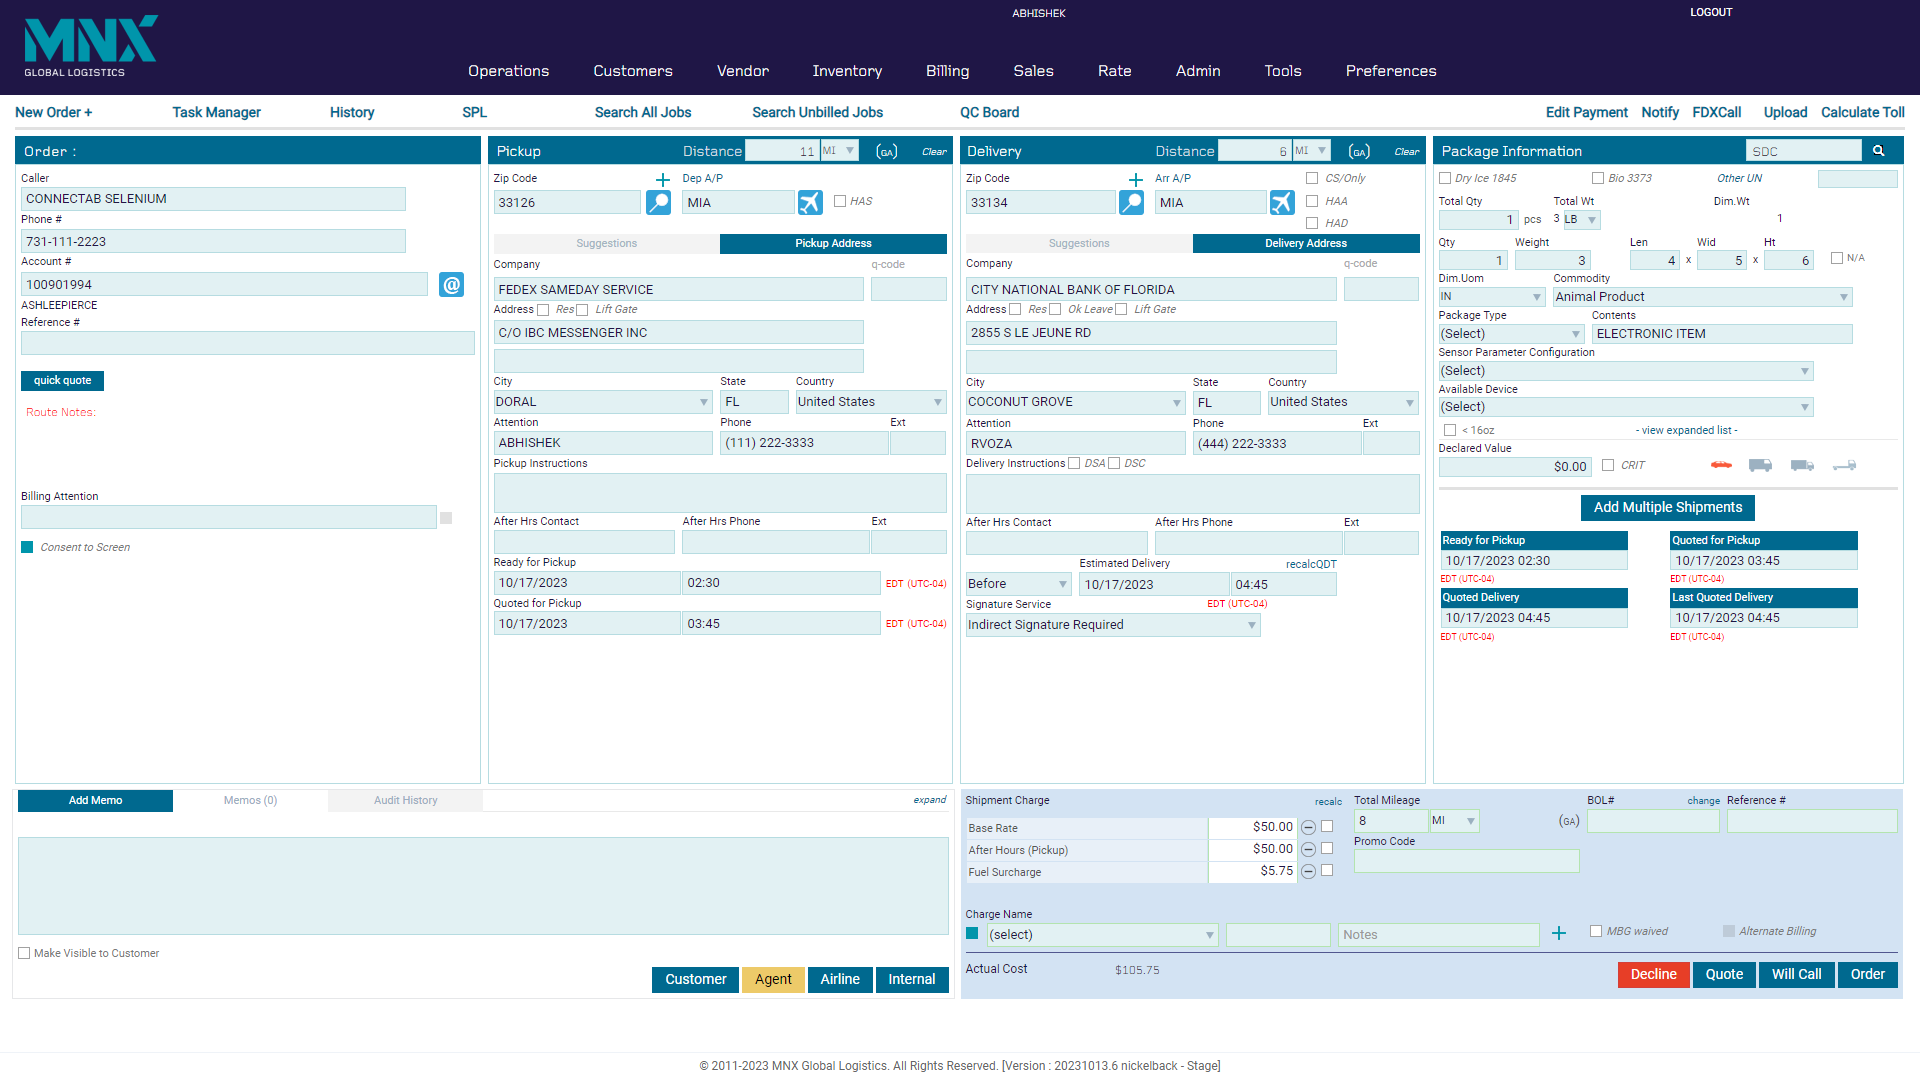 ABHISHEK
LOGOUT
MNX
GLOBAL LOGISTICS
Operations Customers Vendor Inventory Billing Sales Rate Admin Tools Preferences
New Order + Task Manager History SPL Search All Jobs Search Unbilled Jobs QC Board Edit Payment Notify FDXCall Upload Calculate Toll
Order :
Caller
CONNECTAB SELENIUM
Phone #
731-111-2223
Account #
100901994 @
ASHLEEPIERCE
Reference #
quick quote
Route Notes:
Billing Attention
Consent to Screen
Pickup Distance 11 MI (GA) Clear
Zip Code + Dep A/P
33126 MIA HAS
Suggestions Pickup Address
Company q-code
FEDEX SAMEDAY SERVICE
Address Res Lift Gate
C/O IBC MESSENGER INC
City State Country
DORAL FL United States
Attention Phone Ext
ABHISHEK (111) 222-3333
Pickup Instructions
After Hrs Contact After Hrs Phone Ext
Ready for Pickup
10/17/2023 02:30 EDT (UTC-04)
Quoted for Pickup
10/17/2023 03:45 EDT (UTC-04)
Delivery Distance 6 MI (GA) Clear
Zip Code + Arr A/P CS/Only
33134 MIA HAA
HAD
Suggestions Delivery Address
Company q-code
CITY NATIONAL BANK OF FLORIDA
Address Res Ok Leave Lift Gate
2855 S LE JEUNE RD
City State Country
COCONUT GROVE FL United States
Attention Phone Ext
RVOZA (444) 222-3333
Delivery Instructions DSA DSC
After Hrs Contact After Hrs Phone Ext
Estimated Delivery recalcQDT
Before 10/17/2023 04:45
Signature Service EDT (UTC-04)
Indirect Signature Required
Package Information SDC
Dry Ice 1845 Bio 3373 Other UN
Total Qty Total Wt Dim.Wt
1 pcs 3 LB 1
Qty Weight Len Wid Ht
1 3 4 x 5 x 6 N/A
Dim.Uom Commodity
IN Animal Product
Package Type Contents
(Select) ELECTRONIC ITEM
Sensor Parameter Configuration
(Select)
Available Device
(Select)
< 16oz - view expanded list -
Declared Value
$0.00 CRIT
Add Multiple Shipments
Ready for Pickup Quoted for Pickup
10/17/2023 02:30 10/17/2023 03:45
EDT (UTC-04) EDT (UTC-04)
Quoted Delivery Last Quoted Delivery
10/17/2023 04:45 10/17/2023 04:45
EDT (UTC-04) EDT (UTC-04)
Add Memo Memos (0) Audit History expand
Make Visible to Customer
Customer Agent Airline Internal
Shipment Charge recalc Total Mileage BOL# change Reference #
Base Rate $50.00 8 MI (GA)
After Hours (Pickup) $50.00 Promo Code
Fuel Surcharge $5.75
Charge Name
(select) Notes + MBG waived Alternate Billing
Actual Cost $105.75
Decline Quote Will Call Order
© 2011-2023 MNX Global Logistics. All Rights Reserved. [Version : 20231013.6 nickelback - Stage]